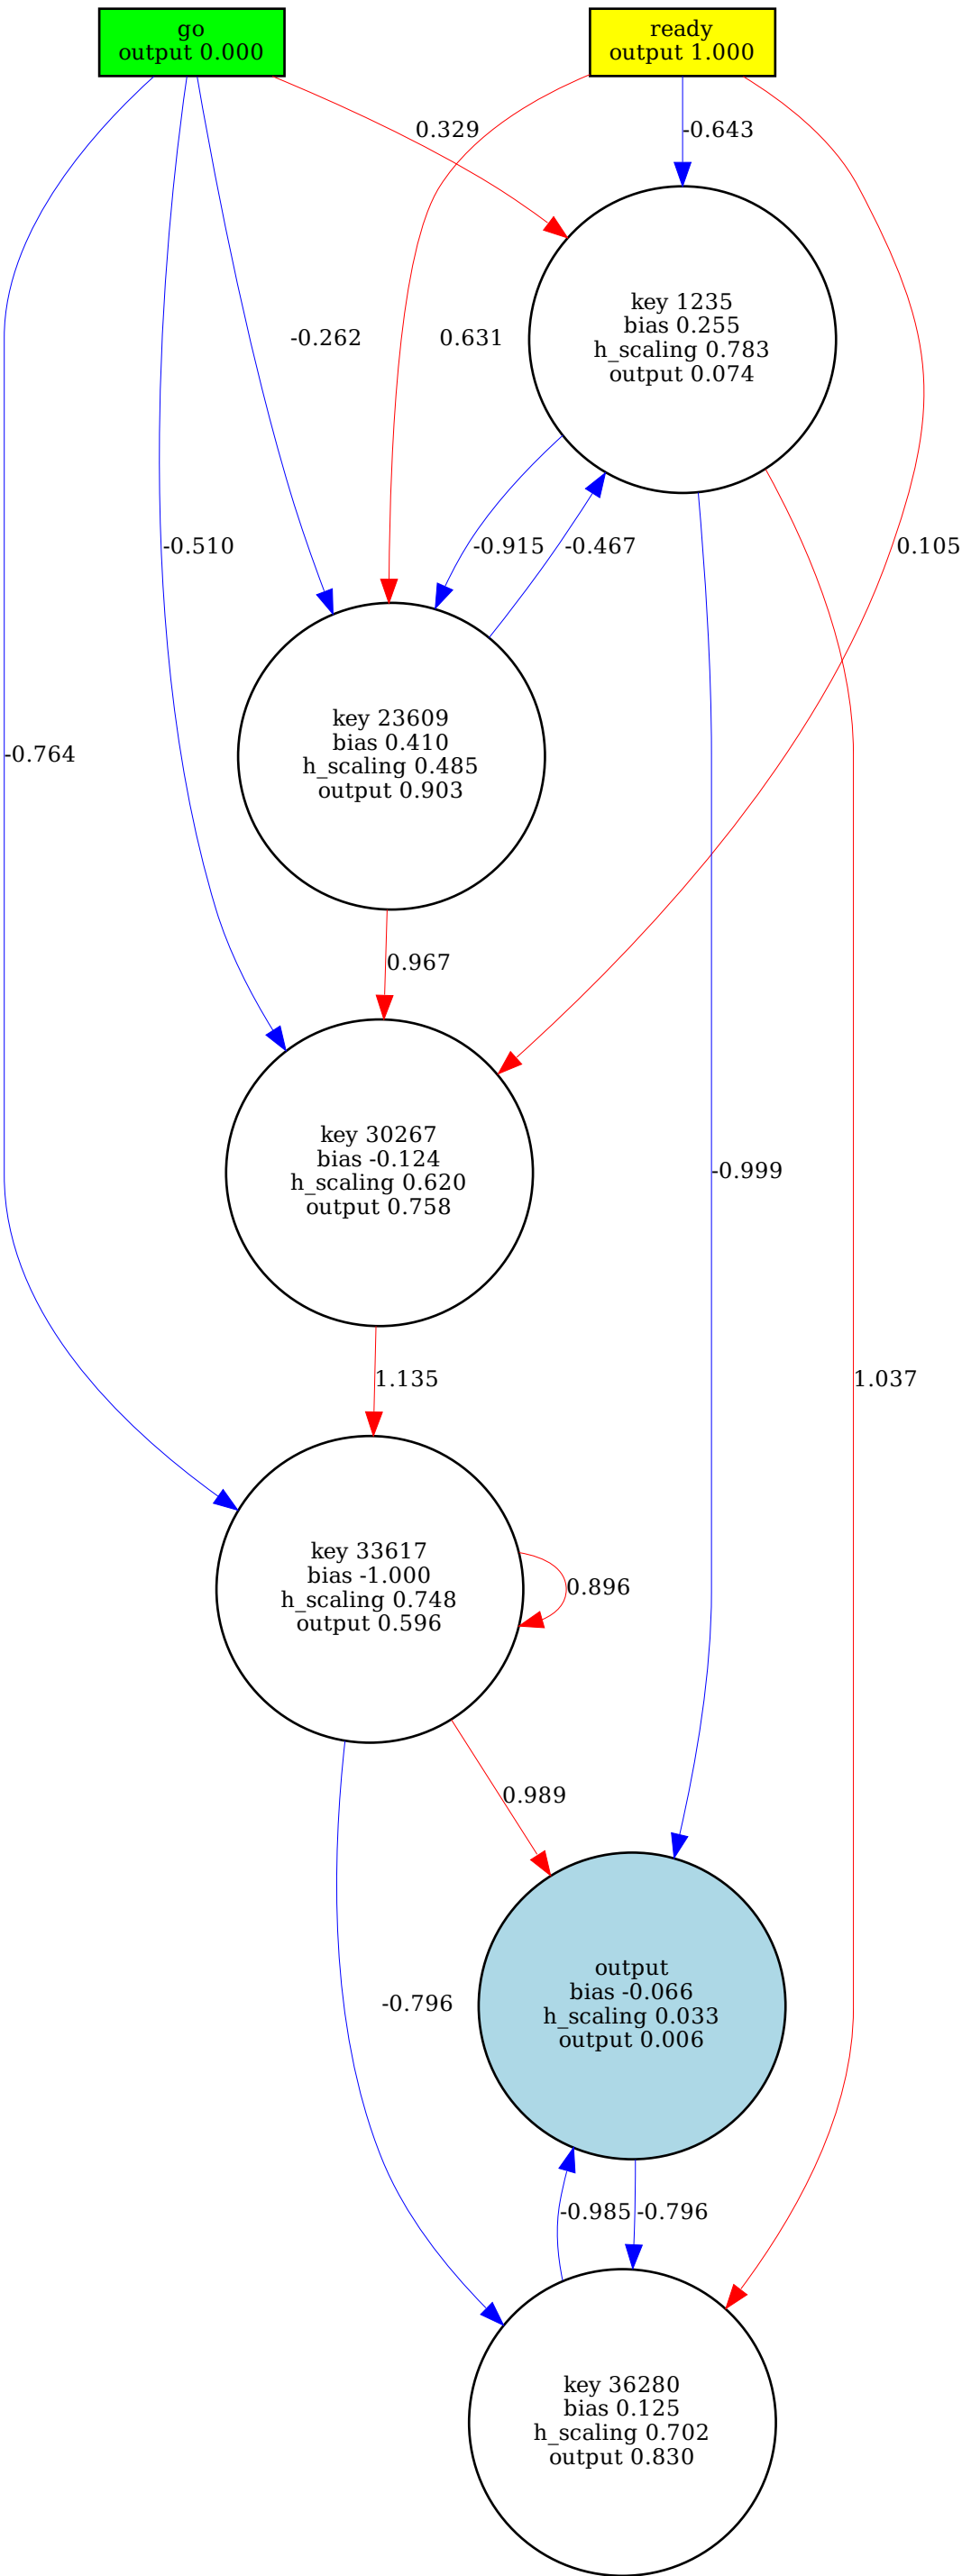 go
output 0.000
ready
output 1.000
0.329
-0.643
key 1235
bias 0.255
h_scaling 0.783
output 0.074
-0.262
0.631
-0.510
-0.915
-0.467
0.105
key 23609
bias 0.410
h_scaling 0.485
output 0.903
-0.764
0.967
key 30267
bias -0.124
h_scaling 0.620
output 0.758
-0.999
1.135
1.037
key 33617
bias -1.000
h_scaling 0.748
output 0.596
0.896
0.989
output
bias -0.066
h_scaling 0.033
output 0.006
-0.796
-0.985
-0.796
key 36280
bias 0.125
h_scaling 0.702
output 0.830